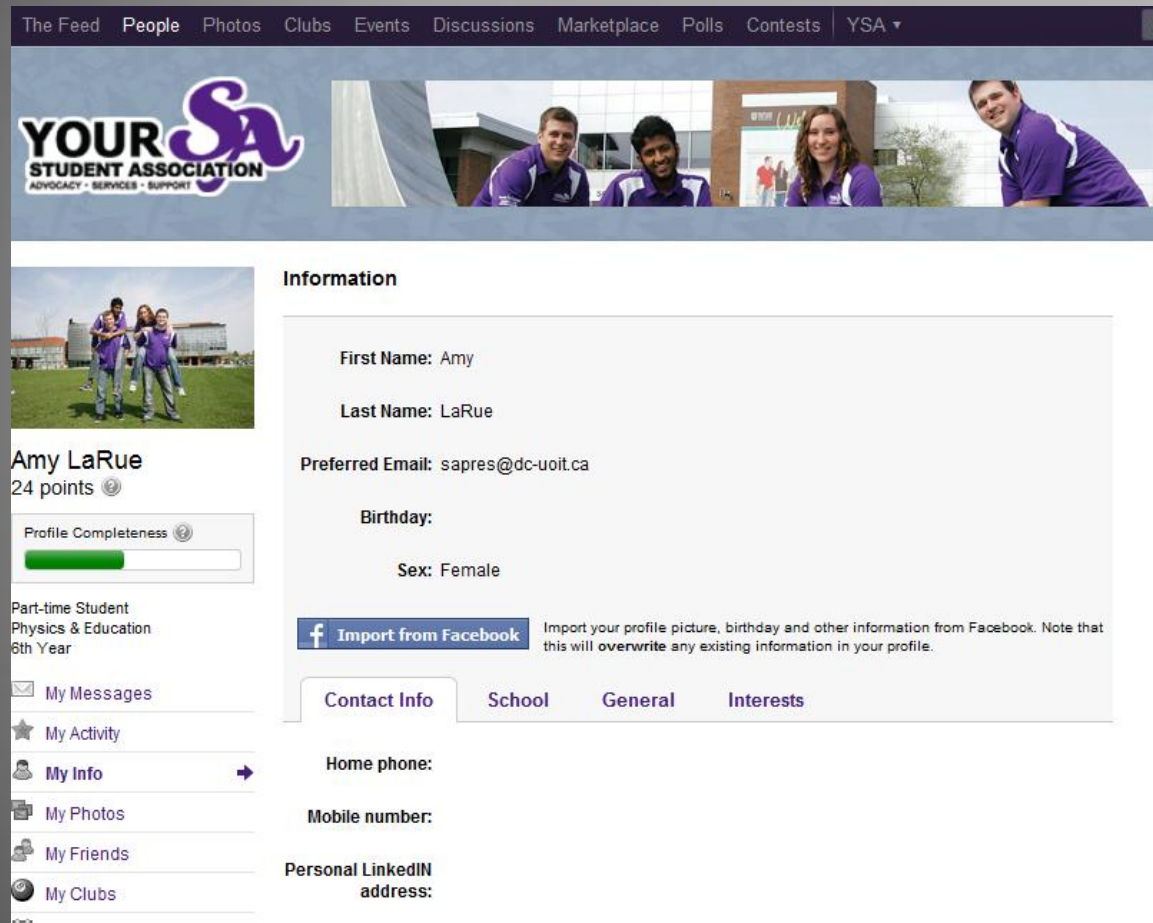 The Feed People Photos Clubs Events Discussions Marketplace Polls Contests YSA
YOUR SA
STUDENT ASSOCIATION
ADVOCACY - SERVICES - SUPPORT
Information
First Name: Amy
Last Name: LaRue
Preferred Email: sapres@dc-uoit.ca
Birthday:
Sex: Female
f Import from Facebook
Import your profile picture, birthday and other information from Facebook. Note that
this will overwrite any existing information in your profile.
Contact Info School General Interests
Home phone:
Mobile number:
Personal LinkedIN
address:
Amy LaRue
24 points ?
Profile Completeness ?
Part-time Student
Physics & Education
6th Year
My Messages
My Activity
My Info
My Photos
My Friends
My Clubs